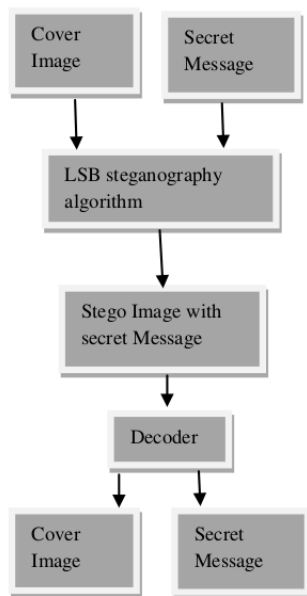 Cover
Image
Secret
Message
LSB steganography
algorithm
Stego Image with
secret Message
Decoder
Cover
Image
Secret
Message